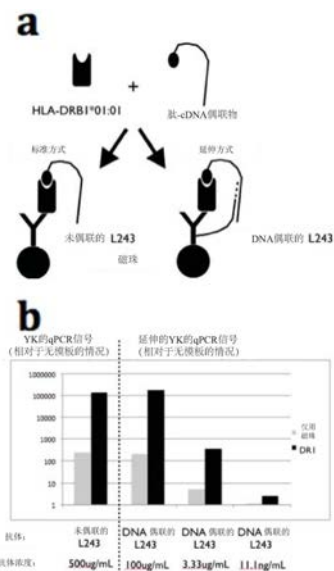 a
HLA-DRB1*01:01
+
肽-cDNA偶联物
标准方式
延伸方式
未偶联的 L243
DNA偶联的 L243
磁珠
b
YK的qPCR信号
(相对于无模板的情况)
延伸的YK的qPCR信号
(相对于无模板的情况)
1000000
100000
10000
1000
100
10
1
仅用
磁珠
DR1
抗体:
未偶联的
L243
DNA 偶联的
L243
DNA 偶联的
L243
DNA 偶联的
L243
抗体浓度:
500ug/mL
100ug/mL
3.33ug/mL
11.1ng/mL